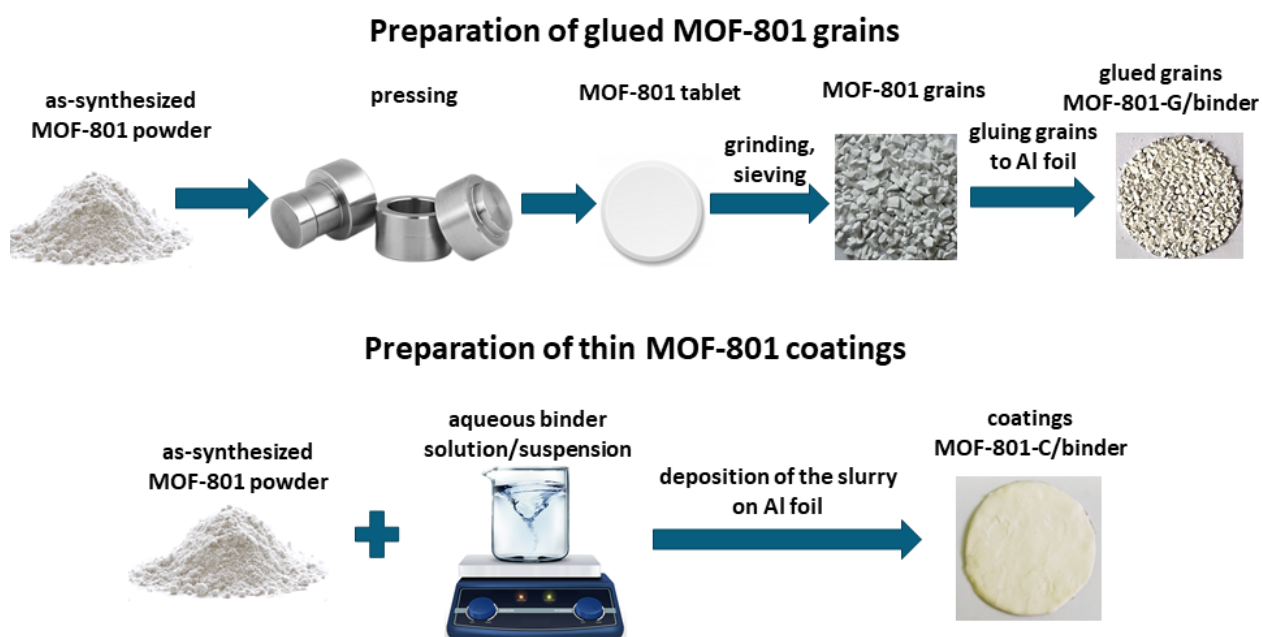 Preparation of glued MOF-801 grains
as-synthesized
MOF-801 powder
pressing
MOF-801 tablet
grinding,
sieving
MOF-801 grains
gluing grains
to Al foil
glued grains
MOF-801-G/binder
Preparation of thin MOF-801 coatings
as-synthesized
MOF-801 powder
aqueous binder
solution/suspension
deposition of the slurry
on Al foil
coatings
MOF-801-C/binder